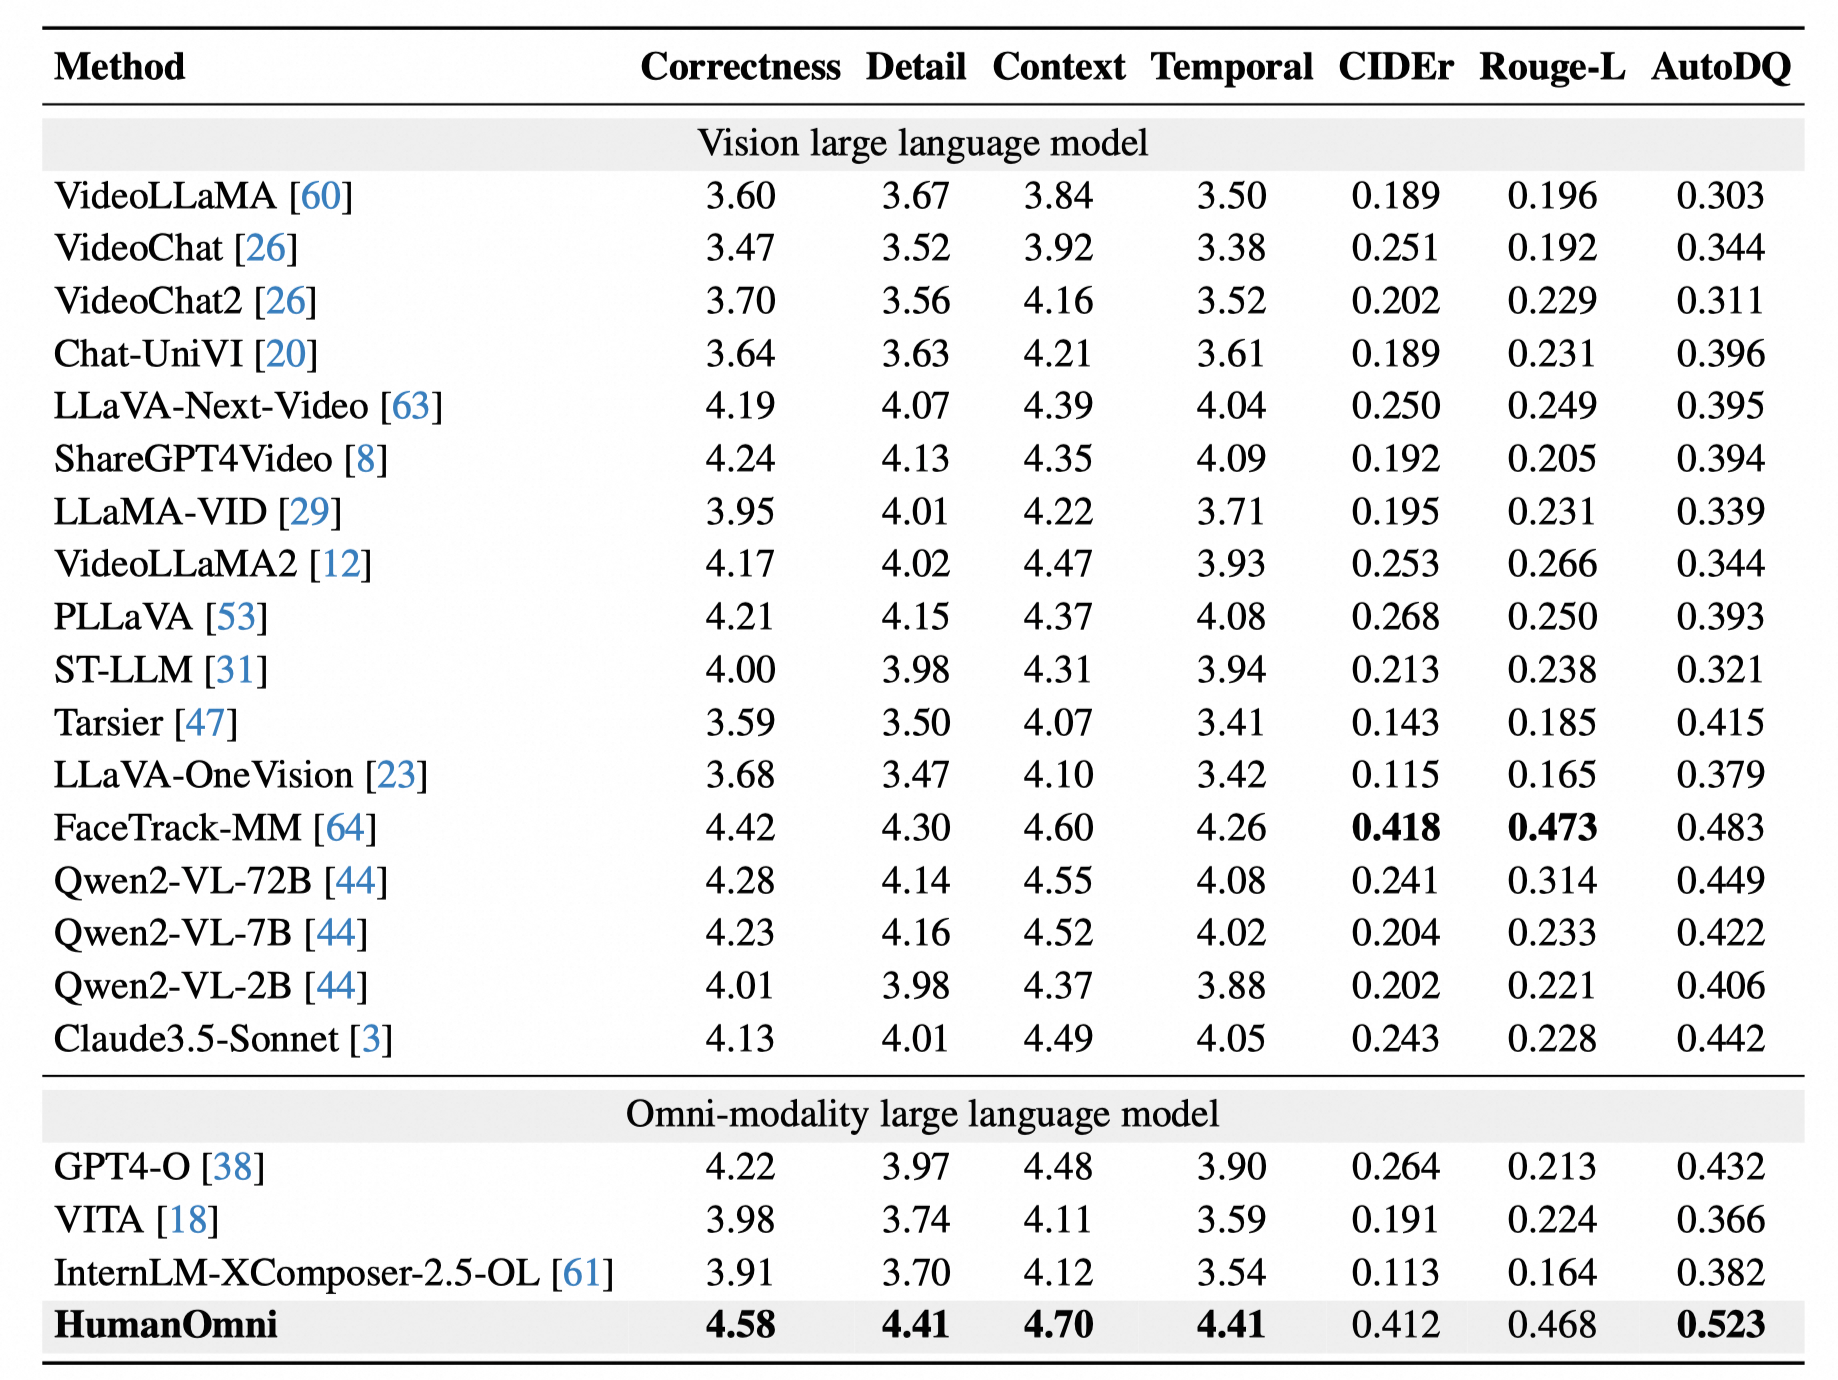 Method Correctness Detail Context Temporal CIDEr Rouge-L AutoDQ
Vision large language model
VideoLLaMA [60] 3.60 3.67 3.84 3.50 0.189 0.196 0.303
VideoChat [26] 3.47 3.52 3.92 3.38 0.251 0.192 0.344
VideoChat2 [26] 3.70 3.56 4.16 3.52 0.202 0.229 0.311
Chat-UniVI [20] 3.64 3.63 4.21 3.61 0.189 0.231 0.396
LLaVA-Next-Video [63] 4.19 4.07 4.39 4.04 0.250 0.249 0.395
ShareGPT4Video [8] 4.24 4.13 4.35 4.09 0.192 0.205 0.394
LLaMA-VID [29] 3.95 4.01 4.22 3.71 0.195 0.231 0.339
VideoLLaMA2 [12] 4.17 4.02 4.47 3.93 0.253 0.266 0.344
PLLaVA [53] 4.21 4.15 4.37 4.08 0.268 0.250 0.393
ST-LLM [31] 4.00 3.98 4.31 3.94 0.213 0.238 0.321
Tarsier [47] 3.59 3.50 4.07 3.41 0.143 0.185 0.415
LLaVA-OneVision [23] 3.68 3.47 4.10 3.42 0.115 0.165 0.379
FaceTrack-MM [64] 4.42 4.30 4.60 4.26 0.418 0.473 0.483
Qwen2-VL-72B [44] 4.28 4.14 4.55 4.08 0.241 0.314 0.449
Qwen2-VL-7B [44] 4.23 4.16 4.52 4.02 0.204 0.233 0.422
Qwen2-VL-2B [44] 4.01 3.98 4.37 3.88 0.202 0.221 0.406
Claude3.5-Sonnet [3] 4.13 4.01 4.49 4.05 0.243 0.228 0.442
Omni-modality large language model
GPT4-O [38] 4.22 3.97 4.48 3.90 0.264 0.213 0.432
VITA [18] 3.98 3.74 4.11 3.59 0.191 0.224 0.366
InternLM-XComposer-2.5-OL [61] 3.91 3.70 4.12 3.54 0.113 0.164 0.382
HumanOmni 4.58 4.41 4.70 4.41 0.412 0.468 0.523